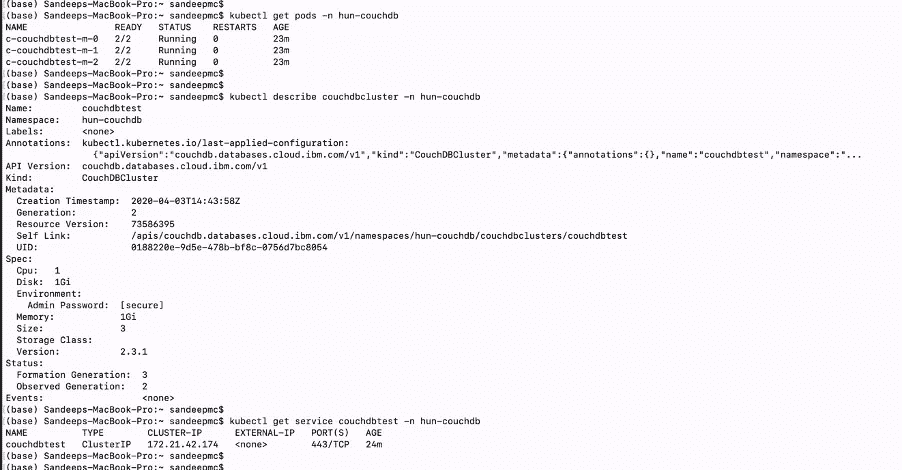 (base) Sandeeps-MacBook-Pro:~ sandeepmc$
(base) Sandeeps-MacBook-Pro:~ sandeepmc$ kubectl get pods -n hun-couchdb
NAME                 READY   STATUS    RESTARTS   AGE
c-couchdbtest-m-0   2/2     Running   0          23m
c-couchdbtest-m-1   2/2     Running   0          23m
c-couchdbtest-m-2   2/2     Running   0          23m
(base) Sandeeps-MacBook-Pro:~ sandeepmc$
(base) Sandeeps-MacBook-Pro:~ sandeepmc$
(base) Sandeeps-MacBook-Pro:~ sandeepmc$ kubectl describe couchdbcluster -n hun-couchdb
Name:         couchdbtest
Namespace:    hun-couchdb
Labels:       <none>
Annotations:  kubectl.kubernetes.io/last-applied-configuration:
                {"apiVersion":"couchdb.databases.cloud.ibm.com/v1","kind":"CouchDBCluster","metadata":{"annotations":{},"name":"couchdbtest","namespace":"...
API Version:  couchdb.databases.cloud.ibm.com/v1
Kind:         CouchDBCluster
Metadata:
  Creation Timestamp:  2020-04-03T14:43:58Z
  Generation:          2
  Resource Version:    73586395
  Self Link:           /apis/couchdb.databases.cloud.ibm.com/v1/namespaces/hun-couchdb/couchdbclusters/couchdbtest
  UID:                 0188220e-9d5e-478b-bf8c-0756d7bc8054
Spec:
  Cpu:   1
  Disk:  1Gi
  Environment:
    Admin Password:  [secure]
  Memory:            1Gi
  Size:              3
  Storage Class:
  Version:           2.3.1
Status:
  Formation Generation:  3
  Observed Generation:   2
Events:                  <none>
(base) Sandeeps-MacBook-Pro:~ sandeepmc$
(base) Sandeeps-MacBook-Pro:~ sandeepmc$ kubectl get service couchdbtest -n hun-couchdb
NAME          TYPE        CLUSTER-IP      EXTERNAL-IP   PORT(S)   AGE
couchdbtest   ClusterIP   172.21.42.174   <none>        443/TCP   24m
(base) Sandeeps-MacBook-Pro:~ sandeepmc$
(base) Sandeeps-MacBook-Pro:~ sandeepmc$